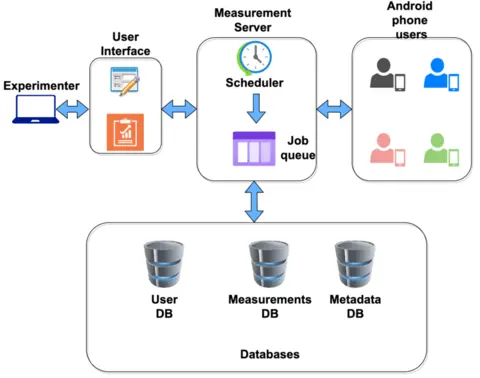 Experimenter
User
Interface
Measurement
Server
Scheduler
Job
queue
Android
phone
users
User
DB
Measurements
DB
Metadata
DB
Databases